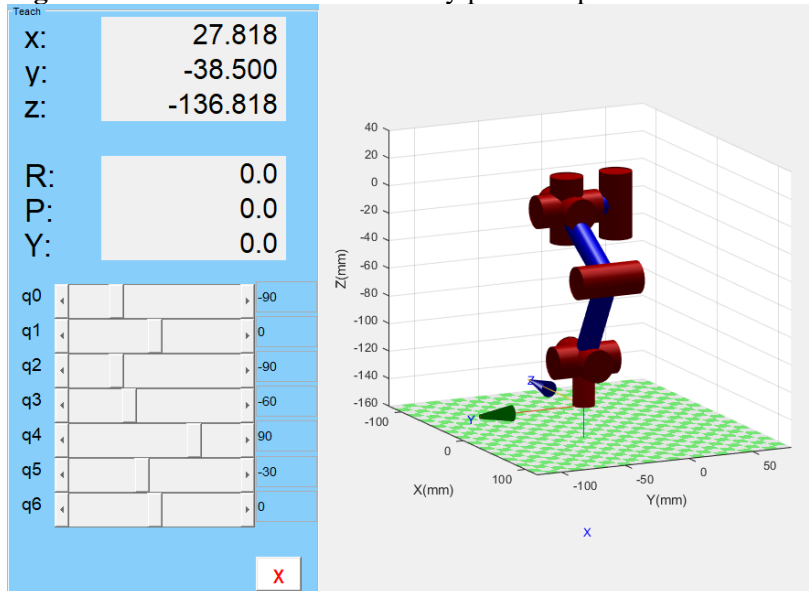 Teach
x: 27.818
y: -38.500
z: -136.818
R: 0.0
P: 0.0
Y: 0.0
q0 -90
q1 0
q2 -90
q3 -60
q4 90
q5 -30
q6 0
X
40
20
0
-20
-40
-60
-80
-100
-120
-140
-160
Z(mm)
-100
0
100
X(mm)
-100
-50
0
50
Y(mm)
Z
Y
X